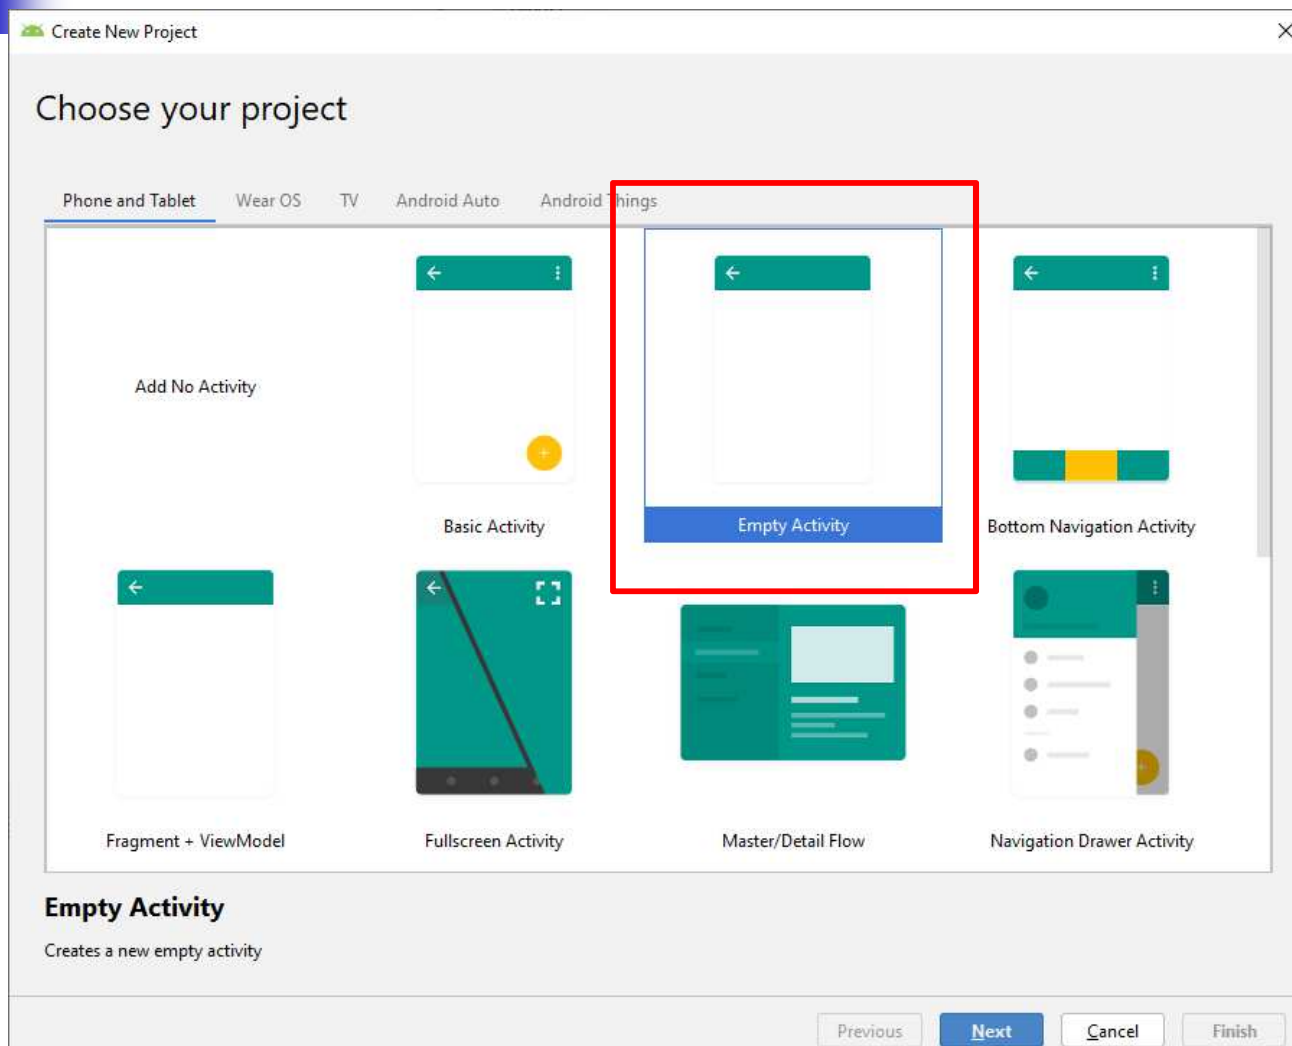 Create New Project
Choose your project
Phone and Tablet Wear OS TV Android Auto Android Things
Add No Activity
Basic Activity
Empty Activity
Bottom Navigation Activity
Fragment + ViewModel
Fullscreen Activity
Master/Detail Flow
Navigation Drawer Activity
Empty Activity
Creates a new empty activity
Previous Next Cancel Finish